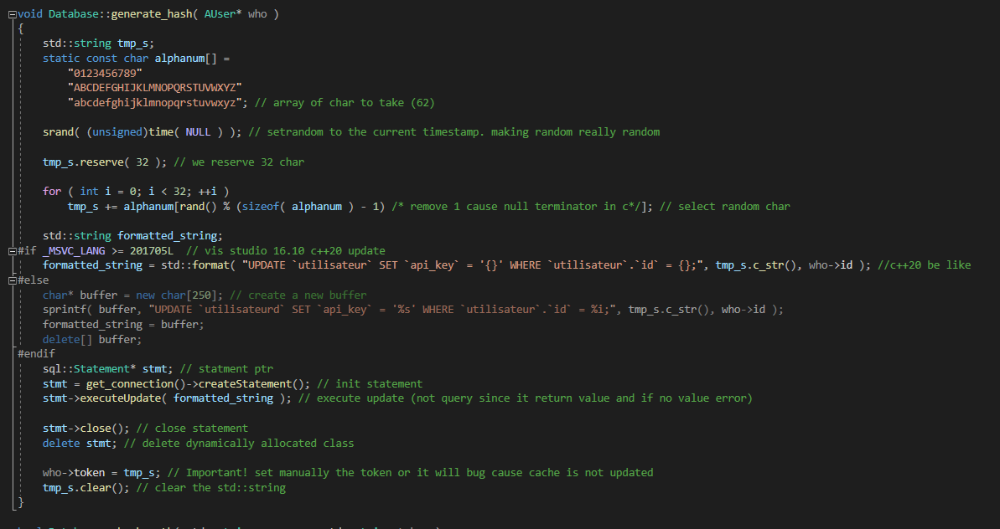 void Database::generate_hash( AUser* who )
{
std::string tmp_s;
static const char alphanum[] =
"0123456789"
"ABCDEFGHIJKLMNOPQRSTUVWXYZ"
"abcdefghijklmnopqrstuvwxyz"; // array of char to take (62)
srand( (unsigned)time( NULL ) ); // setrandom to the current timestamp. making random really random
tmp_s.reserve( 32 ); // we reserve 32 char
for ( int i = 0; i < 32; ++i )
tmp_s += alphanum[rand() % (sizeof( alphanum ) - 1) /* remove 1 cause null terminator in c*/]; // select random char
std::string formatted_string;
#if _MSVC_LANG >= 201705L // vis studio 16.10 c++20 update
formatted_string = std::format( "UPDATE `utilisateur` SET `api_key` = '{}' WHERE `utilisateur`.`id` = {};", tmp_s.c_str(), who->id ); //c++20 be like
#else
char* buffer = new char[250]; // create a new buffer
sprintf( buffer, "UPDATE `utilisateurd` SET `api_key` = '%s' WHERE `utilisateur`.`id` = %i;", tmp_s.c_str(), who->id );
formatted_string = buffer;
delete[] buffer;
#endif
sql::Statement* stmt; // statment ptr
stmt = get_connection()->createStatement(); // init statement
stmt->executeUpdate( formatted_string ); // execute update (not query since it return value and if no value error)
stmt->close(); // close statement
delete stmt; // delete dynamically allocated class
who->token = tmp_s; // Important! set manually the token or it will bug cause cache is not updated
tmp_s.clear(); // clear the std::string
}